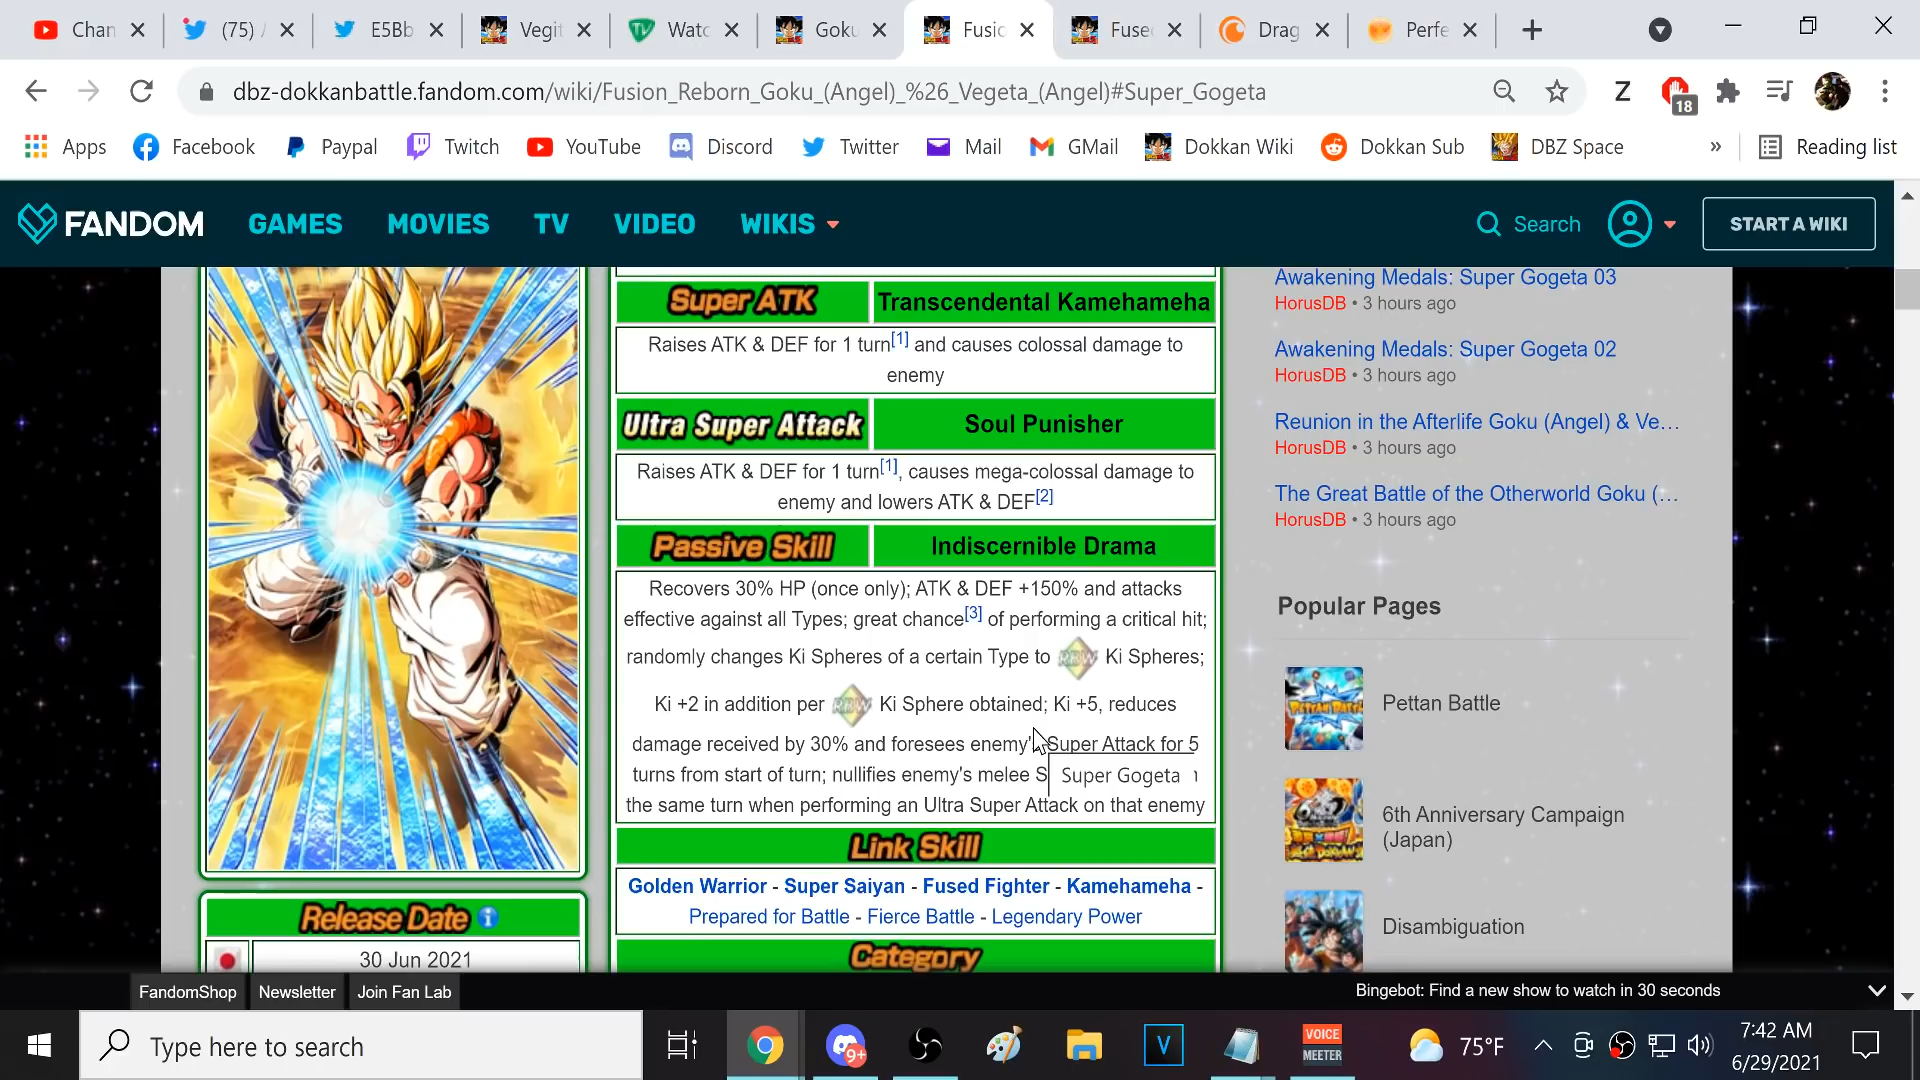 Chan
(75) /
E5Bb
Vegit
Watc
Goku
Fusic
Fuse
Drag
Perfe
dbz-dokkanbattle.fandom.com/wiki/Fusion_Reborn_Goku_(Angel)_%26_Vegeta_(Angel)#Super_Gogeta
Z
18
Apps
Facebook
Paypal
Twitch
YouTube
Discord
Twitter
Mail
GMail
Dokkan Wiki
Dokkan Sub
DBZ Space
»
Reading list
FANDOM
GAMES
MOVIES
TV
VIDEO
WIKIS
Search
START A WIKI
Super ATK
Transcendental Kamehameha
Raises ATK & DEF for 1 turn[1] and causes colossal damage to
enemy
Ultra Super Attack
Soul Punisher
Raises ATK & DEF for 1 turn[1], causes mega-colossal damage to
enemy and lowers ATK & DEF[2]
Passive Skill
Indiscernible Drama
Recovers 30% HP (once only); ATK & DEF +150% and attacks
effective against all Types; great chance[3] of performing a critical hit;
randomly changes Ki Spheres of a certain Type to RBW Ki Spheres;
Ki +2 in addition per RBW Ki Sphere obtained; Ki +5, reduces
damage received by 30% and foresees enemy' Super Attack for 5
turns from start of turn; nullifies enemy's melee S
Super Gogeta
the same turn when performing an Ultra Super Attack on that enemy
Link Skill
Golden Warrior - Super Saiyan - Fused Fighter - Kamehameha -
Prepared for Battle - Fierce Battle - Legendary Power
Category
Release Date
30 Jun 2021
Awakening Medals: Super Gogeta 03
HorusDB • 3 hours ago
Awakening Medals: Super Gogeta 02
HorusDB • 3 hours ago
Reunion in the Afterlife Goku (Angel) & Ve...
HorusDB • 3 hours ago
The Great Battle of the Otherworld Goku (...
HorusDB • 3 hours ago
Popular Pages
Pettan Battle
6th Anniversary Campaign
(Japan)
Disambiguation
FandomShop
Newsletter
Join Fan Lab
Bingebot: Find a new show to watch in 30 seconds
Type here to search
9+
V
VOICE
MEETER
75°F
7:42 AM
6/29/2021